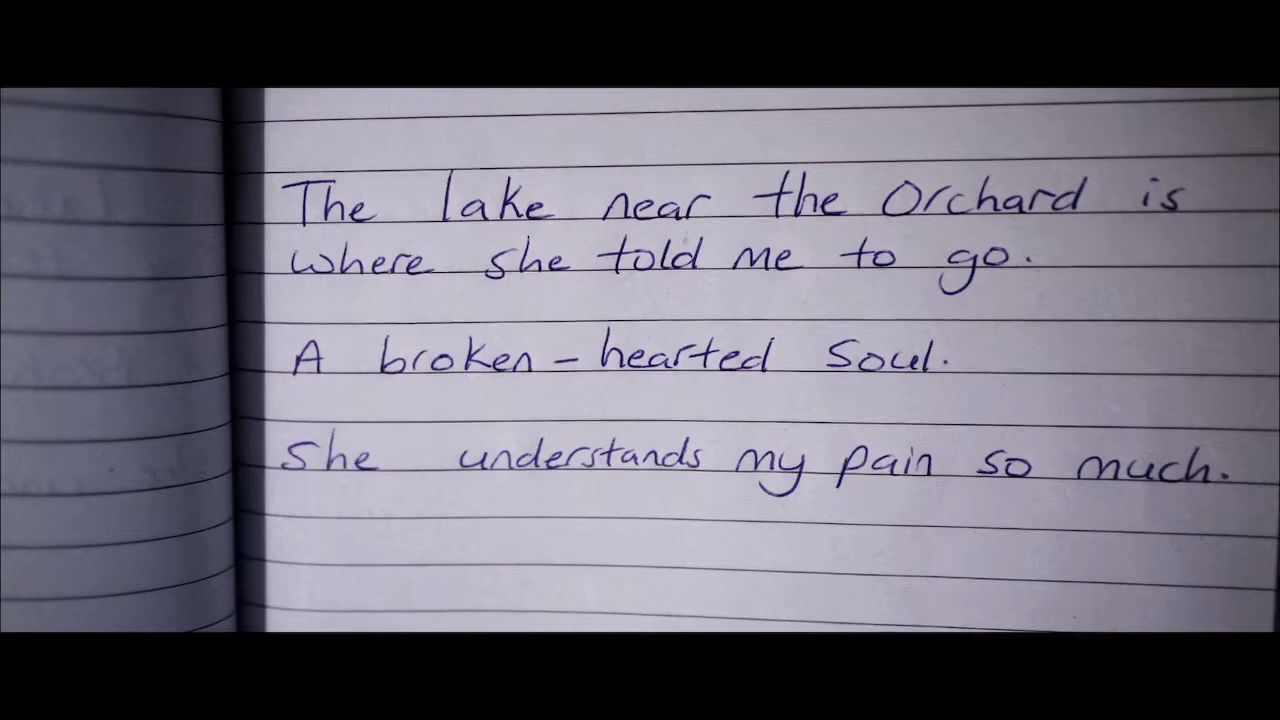 The lake near the Orchard is
where she told me to go.
A broken-hearted Soul.
She understands my pain so much.